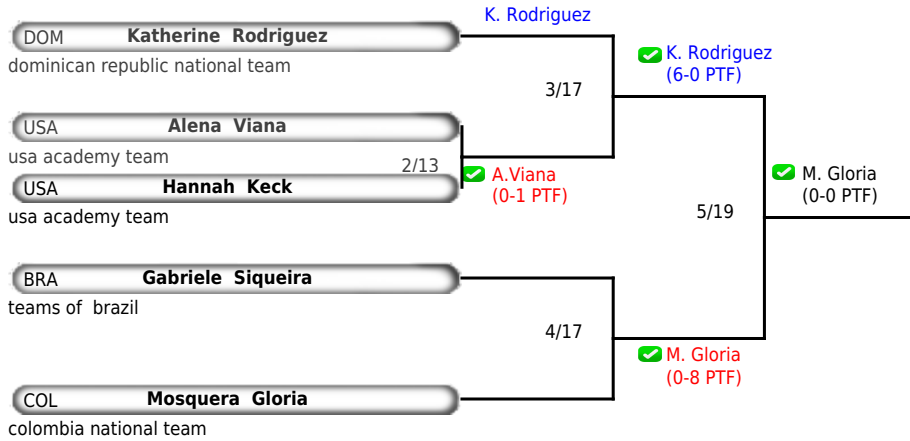 K. Rodriguez
DOM Katherine Rodriguez
dominican republic national team
K. Rodriguez
(6-0 PTF)
3/17
USA Alena Viana
usa academy team
2/13
A.Viana
(0-1 PTF)
USA Hannah Keck
usa academy team
M. Gloria
(0-0 PTF)
5/19
BRA Gabriele Siqueira
teams of brazil
4/17
M. Gloria
(0-8 PTF)
COL Mosquera Gloria
colombia national team